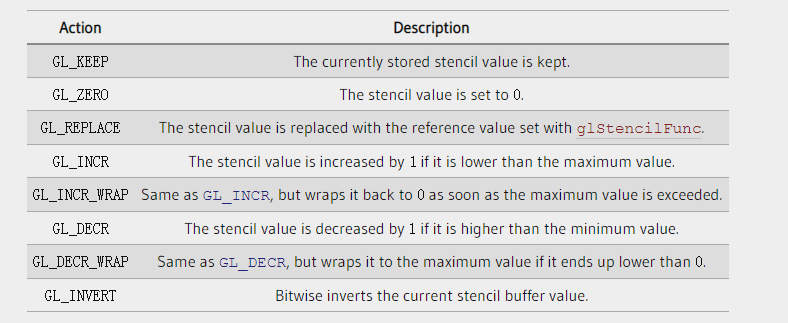 Action Description
GL_KEEP The currently stored stencil value is kept.
GL_ZERO The stencil value is set to 0.
GL_REPLACE The stencil value is replaced with the reference value set with glStencilFunc.
GL_INCR The stencil value is increased by 1 if it is lower than the maximum value.
GL_INCR_WRAP Same as GL_INCR, but wraps it back to 0 as soon as the maximum value is exceeded.
GL_DECR The stencil value is decreased by 1 if it is higher than the minimum value.
GL_DECR_WRAP Same as GL_DECR, but wraps it to the maximum value if it ends up lower than 0.
GL_INVERT Bitwise inverts the current stencil buffer value.